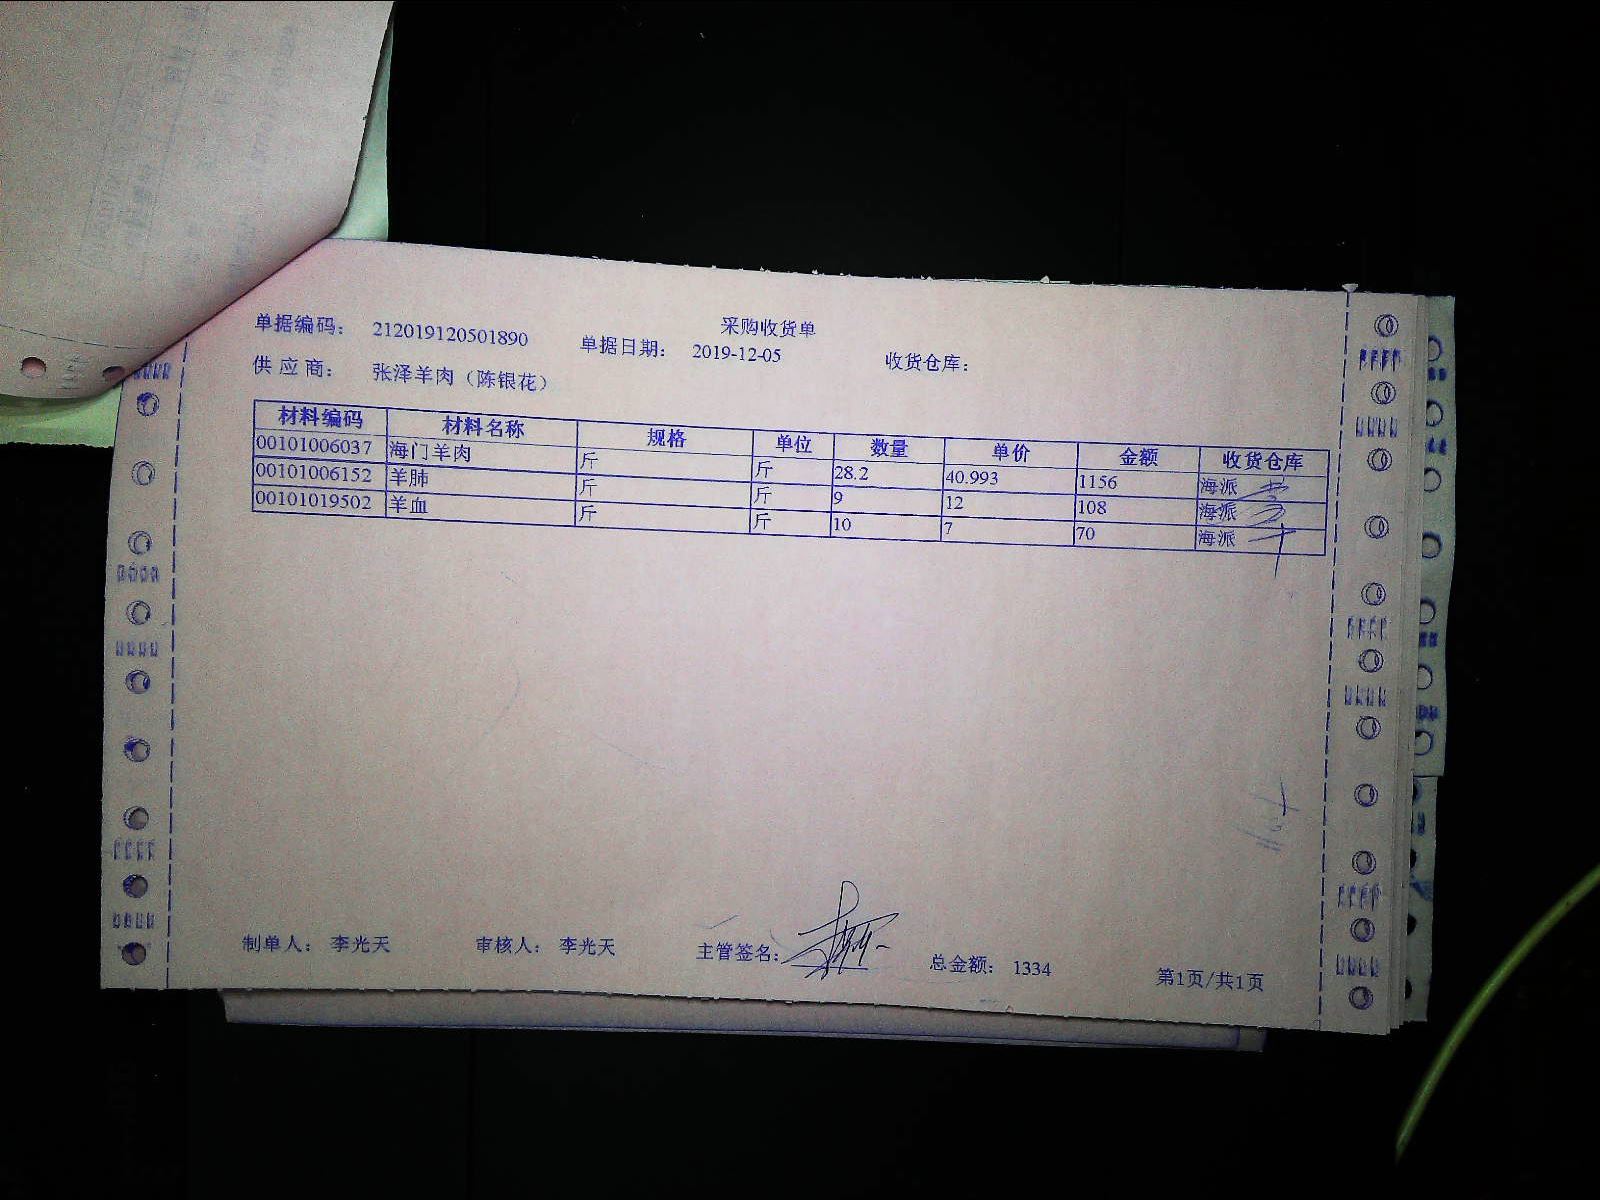 采购收货单
单据编码： 212019120501890 单据日期： 2019-12-05 收货仓库：
供应商： 张泽羊肉（陈银花）
材料编码 材料名称 规格 单位 数量 单价 金额 收货仓库
00101006037 海门羊肉 斤 斤 28.2 40.993 1156 海派
00101006152 羊肺 斤 斤 9 12 108 海派
00101019502 羊血 斤 斤 10 7 70 海派
制单人： 李光天 审核人： 李光天 主管签名： 总金额： 1334 第1页/共1页